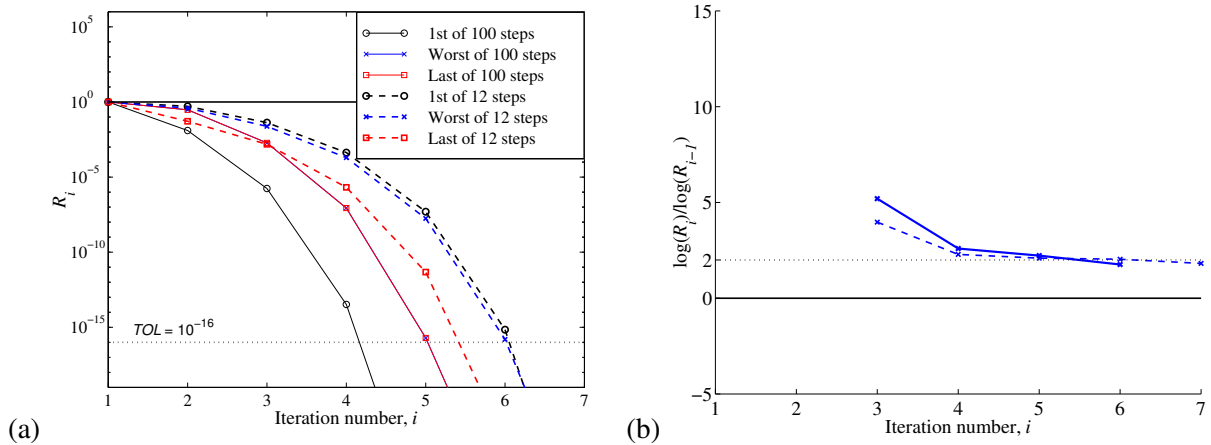 10^5
10^0
10^-5
10^-10
10^-15
R_i
1st of 100 steps
Worst of 100 steps
Last of 100 steps
1st of 12 steps
Worst of 12 steps
Last of 12 steps
TOL = 10^-16
1 2 3 4 5 6 7
Iteration number, i
(a)
15
10
5
2
0
−5
log(R_i)/log(R_{i−1})
1 2 3 4 5 6 7
Iteration number, i
(b)